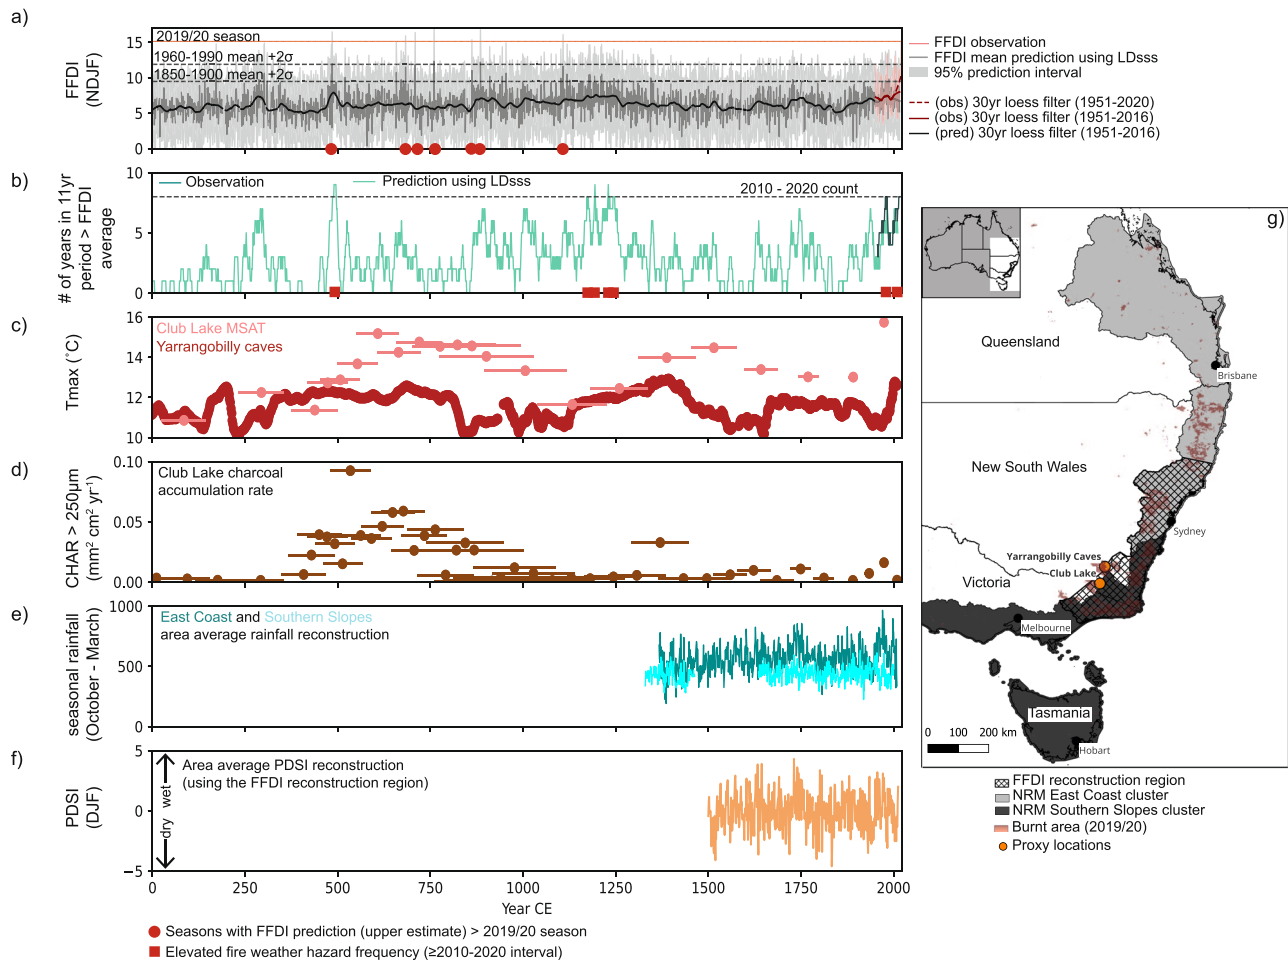 a)
FFDI
(NDJF)
15
10
5
0
2019/20 season
1960-1990 mean +2σ
1850-1900 mean +2σ
FFDI observation
FFDI mean prediction using LDsss
95% prediction interval
(obs) 30yr loess filter (1951-2020)
(obs) 30yr loess filter (1951-2016)
(pred) 30yr loess filter (1951-2016)
b)
# of years in 11yr
period > FFDI
average
10
5
0
Observation
Prediction using LDsss
2010 - 2020 count
c)
Tmax (˚C)
16
14
12
10
Club Lake MSAT
Yarrangobilly caves
d)
CHAR > 250µm
(mm² cm² yr⁻¹)
0.10
0.05
0.00
Club Lake charcoal
accumulation rate
e)
seasonal rainfall
(October - March)
1000
500
0
East Coast and Southern Slopes
area average rainfall reconstruction
f)
PDSI
(DJF)
5
0
−5
dry wet
Area average PDSI reconstruction
(using the FFDI reconstruction region)
0 250 500 750 1000 1250 1500 1750 2000
Year CE
Seasons with FFDI prediction (upper estimate) > 2019/20 season
Elevated fire weather hazard frequency (≥2010-2020 interval)
g)
Queensland
Brisbane
New South Wales
Sydney
Yarrangobilly Caves
Club Lake
Victoria
Melbourne
Tasmania
0 100 200 km
Hobart
FFDI reconstruction region
NRM East Coast cluster
NRM Southern Slopes cluster
Burnt area (2019/20)
Proxy locations